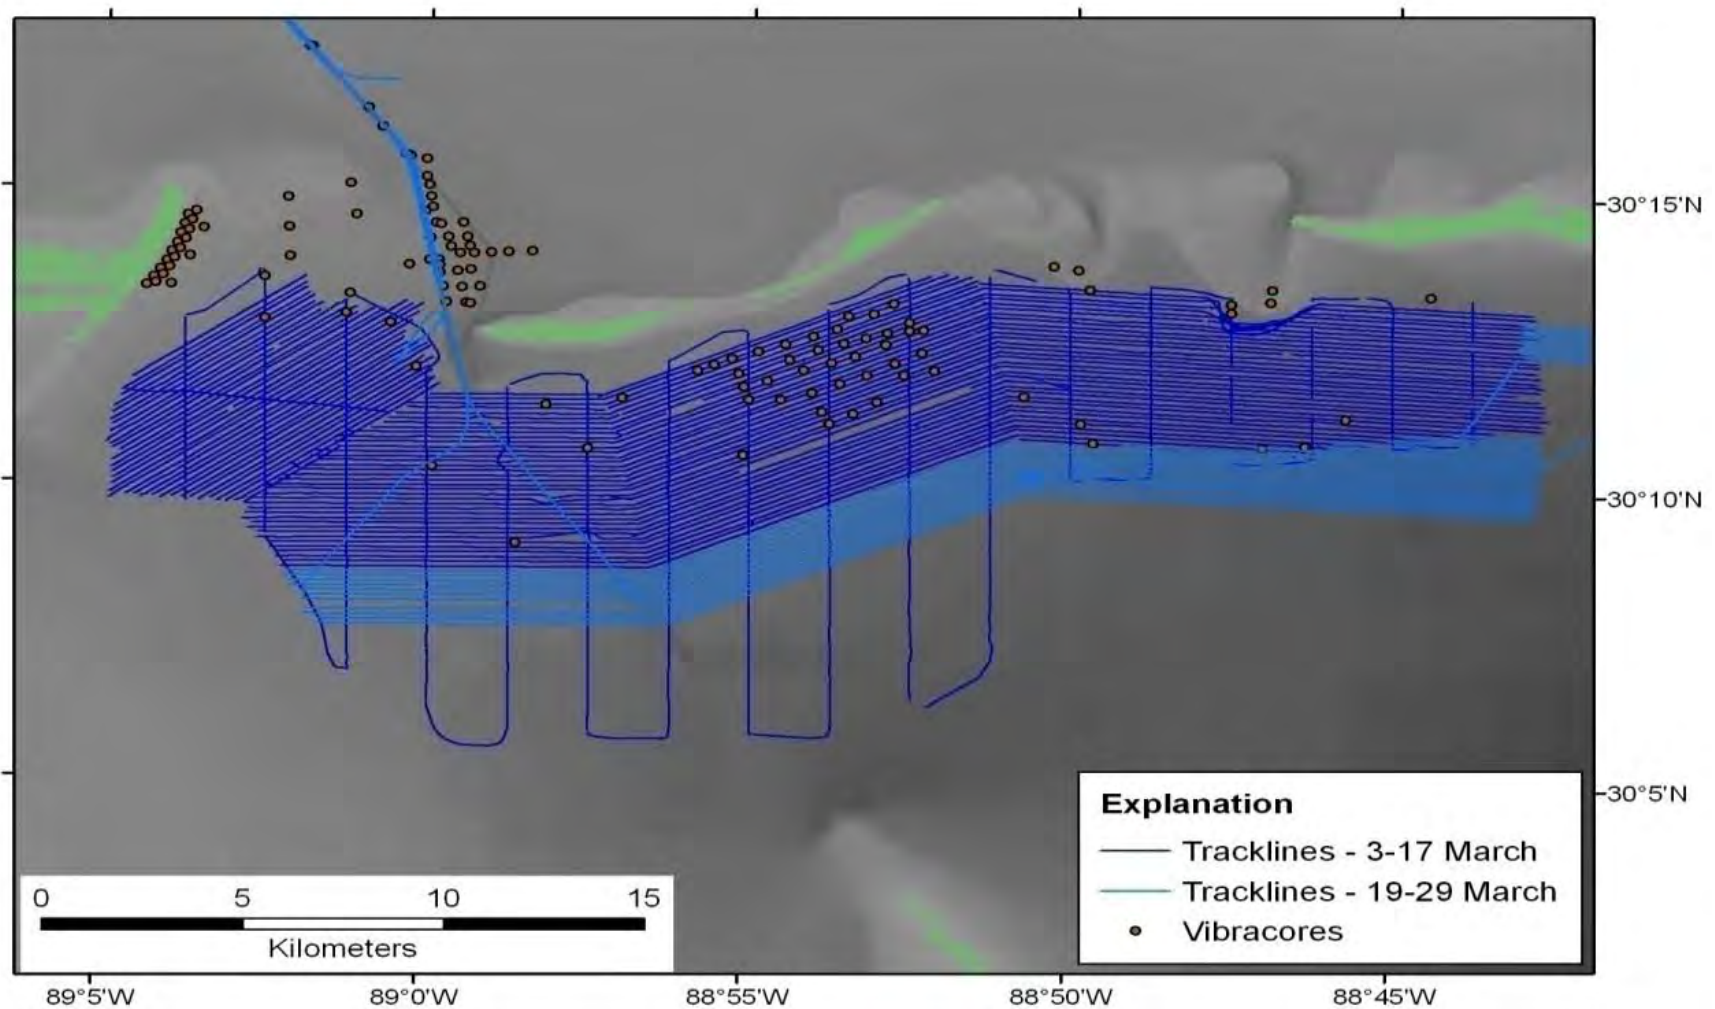 30°15'N
30°10'N
30°5'N
Explanation
Tracklines - 3-17 March
Tracklines - 19-29 March
Vibracores
0 5 10 15
Kilometers
89°5'W 89°0'W 88°55'W 88°50'W 88°45'W